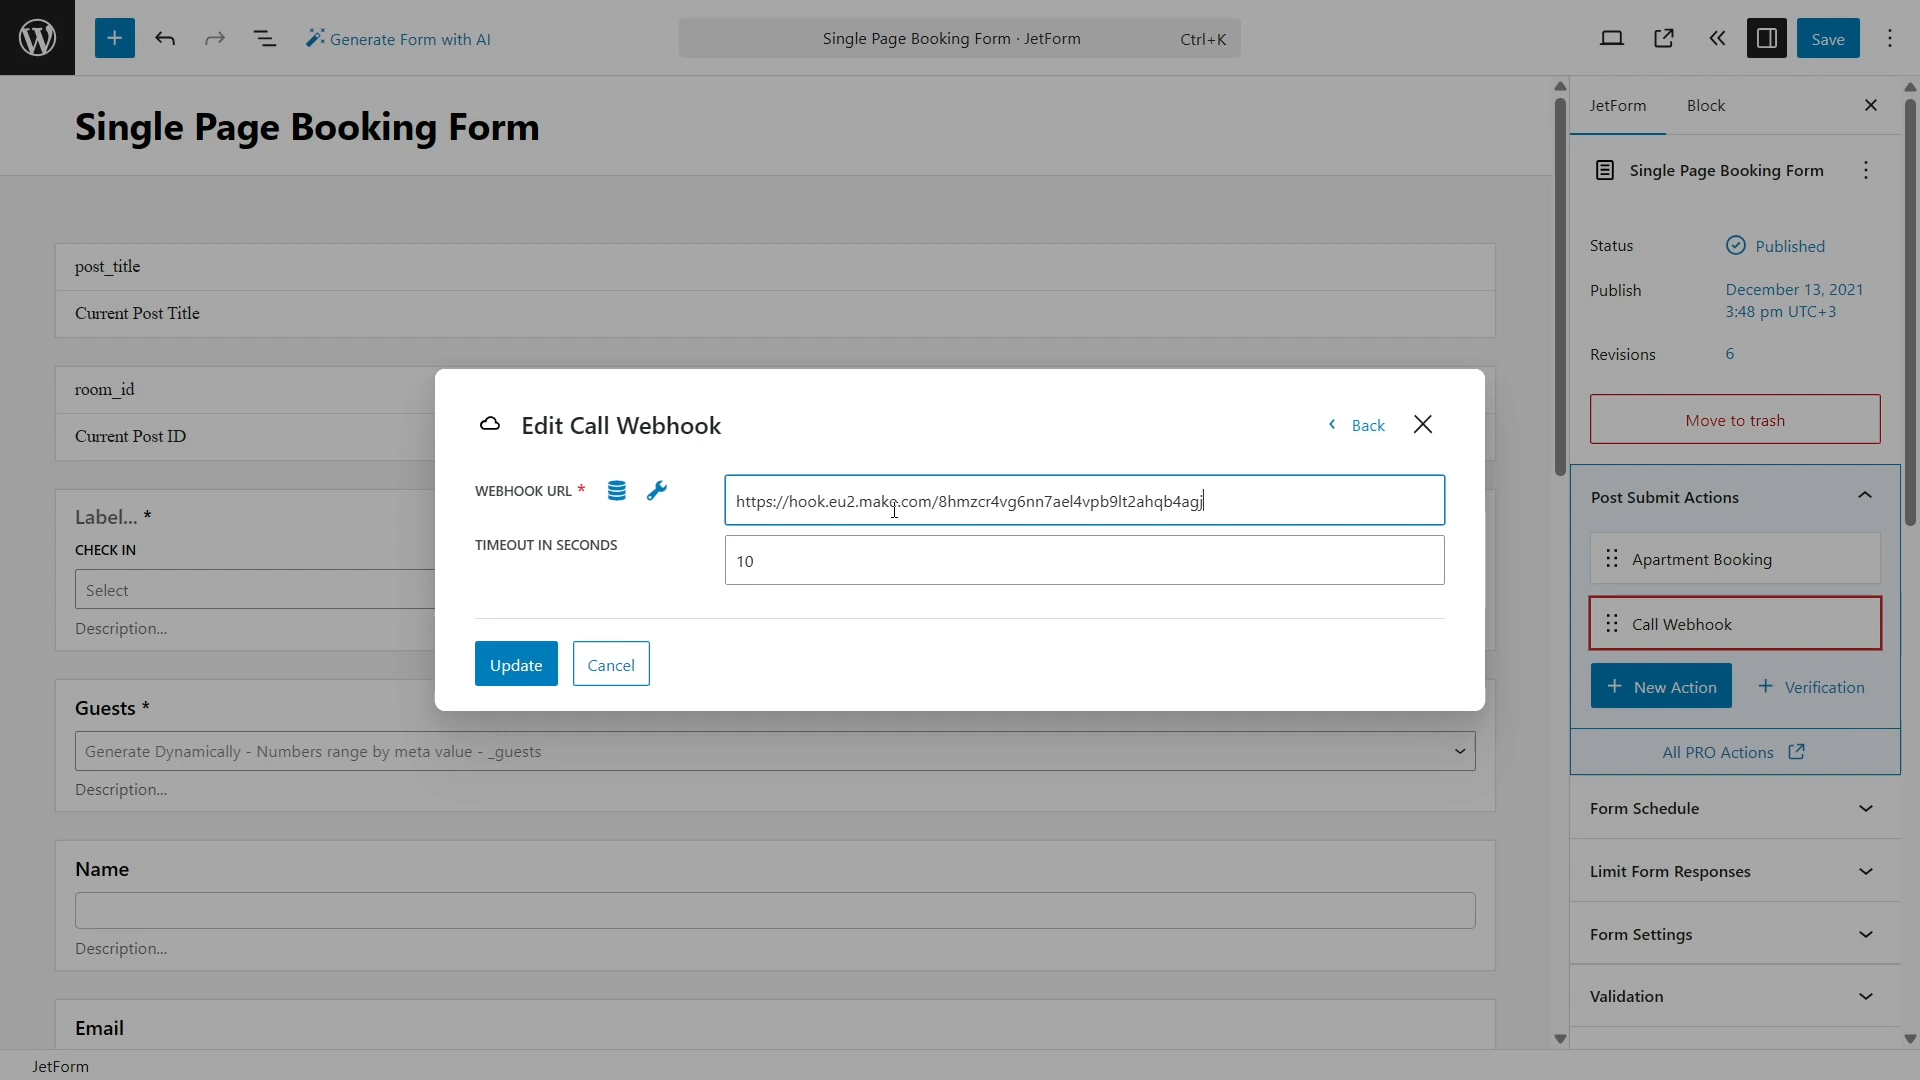 Generate Form with AI
Single Page Booking Form · JetForm Ctrl+K
Save
Single Page Booking Form
post_title
Current Post Title
room_id
Current Post ID
Label... *
CHECK IN
Select
Description...
Guests *
Generate Dynamically - Numbers range by meta value - _guests
Description...
Name
Description...
Email
JetForm
Edit Call Webhook
Back
WEBHOOK URL *
https://hook.eu2.make.com/8hmzcr4vg6nn7ael4vpb9lt2ahqb4agj
TIMEOUT IN SECONDS
10
Update Cancel
JetForm Block
Single Page Booking Form
Status Published
Publish December 13, 2021
3:48 pm UTC+3
Revisions 6
Move to trash
Post Submit Actions
Apartment Booking
Call Webhook
New Action Verification
All PRO Actions
Form Schedule
Limit Form Responses
Form Settings
Validation